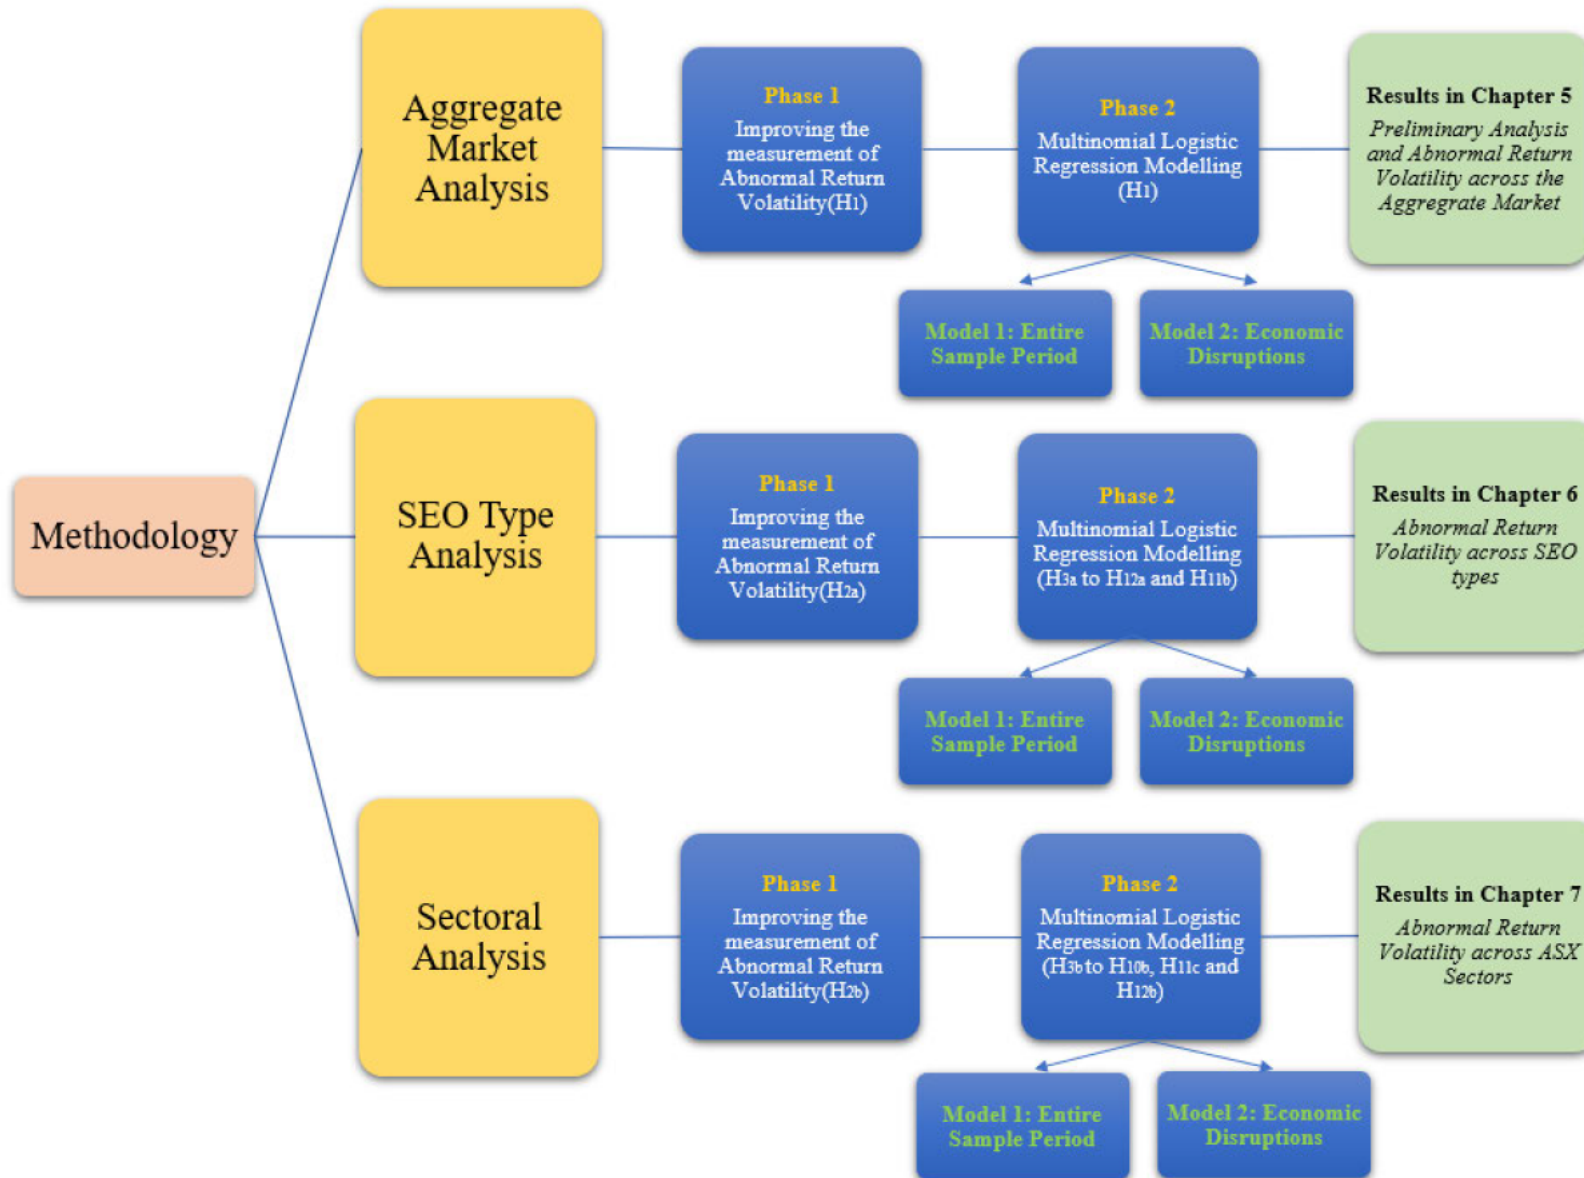 Methodology
Aggregate
Market
Analysis
Phase 1
Improving the
measurement of
Abnormal Return
Volatility(H1)
Phase 2
Multinomial Logistic
Regression Modelling
(H1)
Model 1: Entire
Sample Period
Model 2: Economic
Disruptions
Results in Chapter 5
Preliminary Analysis
and Abnormal Return
Volatility across the
Aggregrate Market
SEO Type
Analysis
Phase 1
Improving the
measurement of
Abnormal Return
Volatility(H2a)
Phase 2
Multinomial Logistic
Regression Modelling
(H3a to H12a and H11b)
Model 1: Entire
Sample Period
Model 2: Economic
Disruptions
Results in Chapter 6
Abnormal Return
Volatility across SEO
types
Sectoral
Analysis
Phase 1
Improving the
measurement of
Abnormal Return
Volatility(H2b)
Phase 2
Multinomial Logistic
Regression Modelling
(H3b to H10b, H11c and
H12b)
Model 1: Entire
Sample Period
Model 2: Economic
Disruptions
Results in Chapter 7
Abnormal Return
Volatility across ASX
Sectors